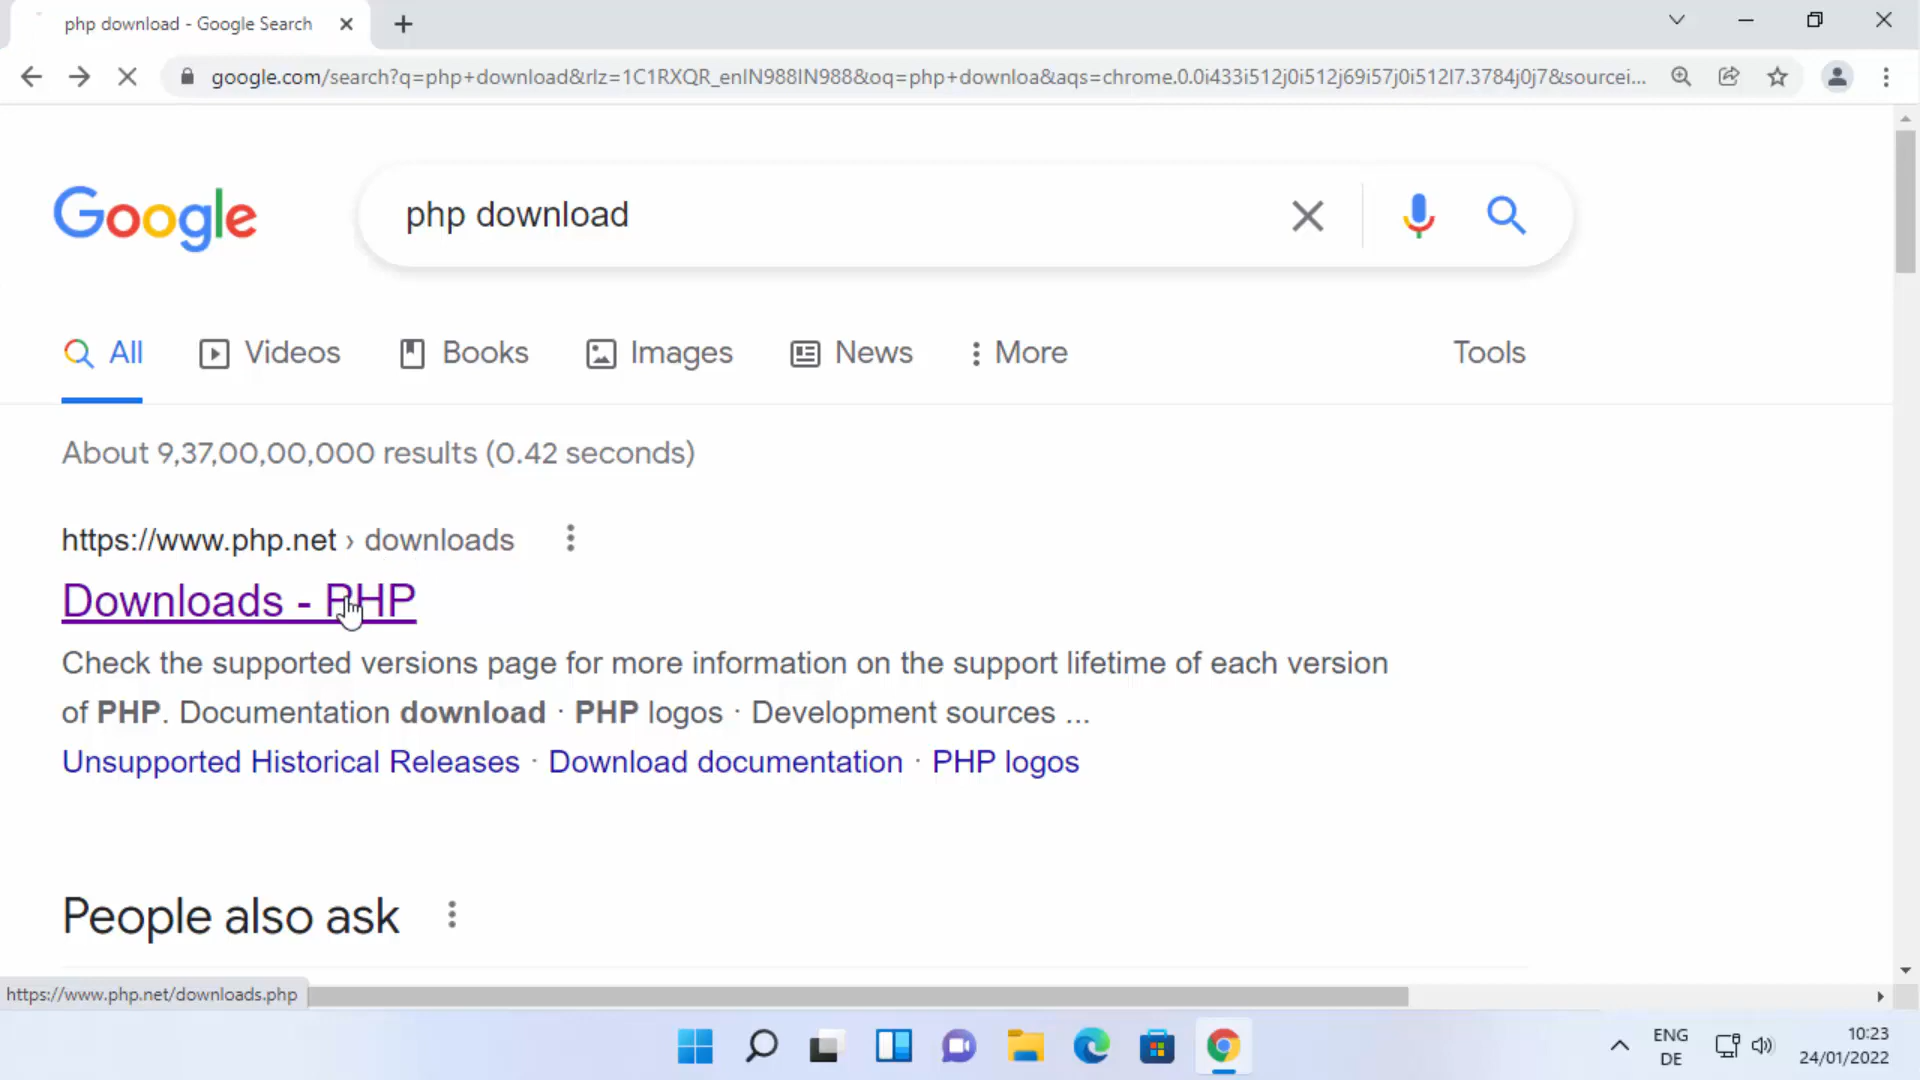 php download - Google Search
google.com/search?q=php+download&rlz=1C1RXQR_enIN988IN988&oq=php+downloa&aqs=chrome.0.0i433i512j0i512j69i57j0i512l7.3784j0j7&sourcei...
Google
php download
All
Videos
Books
Images
News
More
Tools
About 9,37,00,00,000 results (0.42 seconds)
https://www.php.net › downloads
Downloads - PHP
Check the supported versions page for more information on the support lifetime of each version
of PHP. Documentation download · PHP logos · Development sources ...
Unsupported Historical Releases · Download documentation · PHP logos
People also ask
https://www.php.net/downloads.php
ENG
DE
10:23
24/01/2022